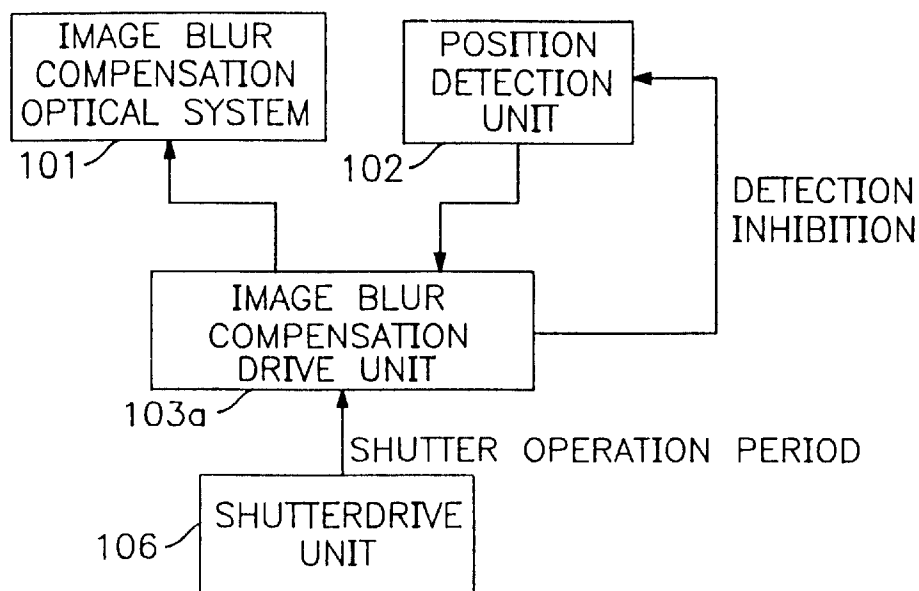 IMAGE BLUR
COMPENSATION
OPTICAL SYSTEM
101
POSITION
DETECTION
UNIT
102
DETECTION
INHIBITION
IMAGE BLUR
COMPENSATION
DRIVE UNIT
103a
SHUTTER OPERATION PERIOD
SHUTTERDRIVE
UNIT
106